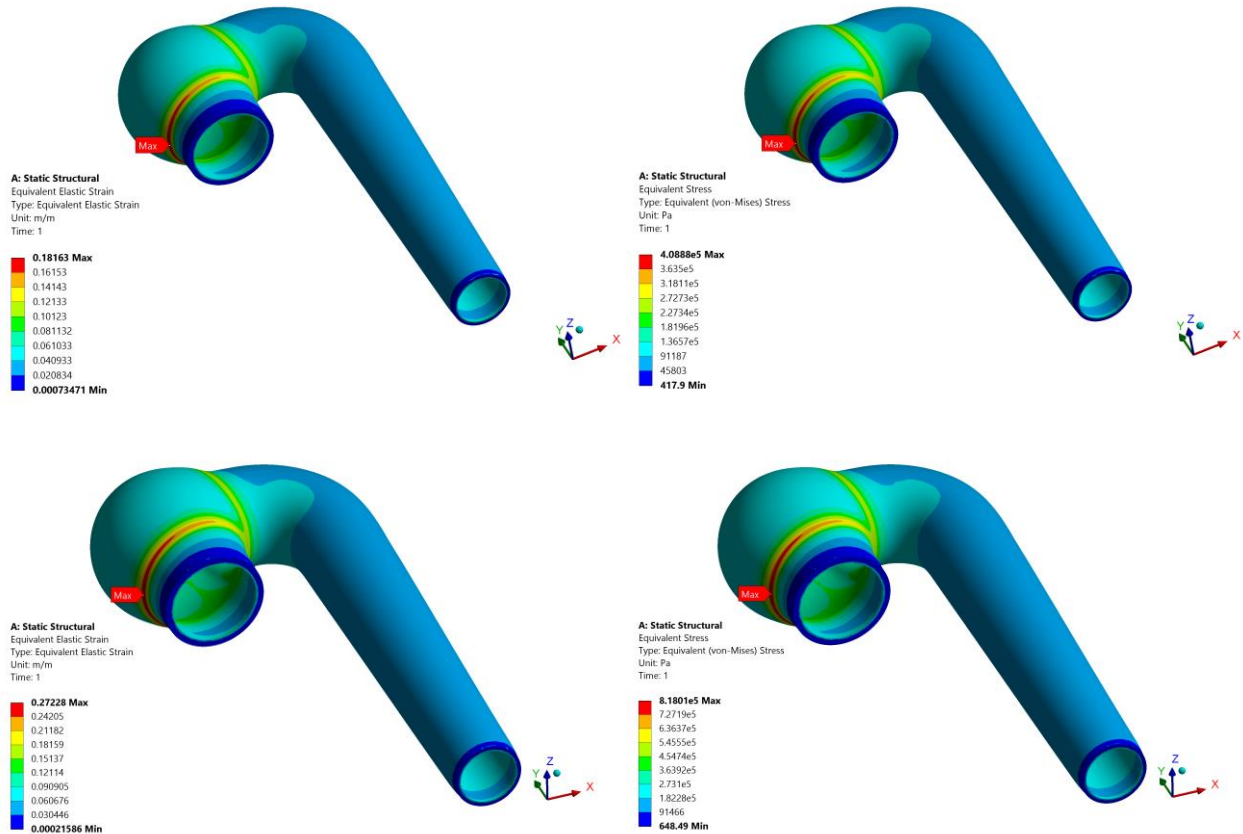 Max
A: Static Structural
Equivalent Elastic Strain
Type: Equivalent Elastic Strain
Unit: m/m
Time: 1
0.18163 Max
0.16153
0.14143
0.12133
0.10123
0.081132
0.061033
0.040933
0.020834
0.00073471 Min
Y
Z
X
Max
A: Static Structural
Equivalent Stress
Type: Equivalent (von-Mises) Stress
Unit: Pa
Time: 1
4.0888e5 Max
3.635e5
3.1811e5
2.7273e5
2.2734e5
1.8196e5
1.3657e5
91187
45803
417.9 Min
Y
Z
X
Max
A: Static Structural
Equivalent Elastic Strain
Type: Equivalent Elastic Strain
Unit: m/m
Time: 1
0.27228 Max
0.24205
0.21182
0.18159
0.15137
0.12114
0.090905
0.060676
0.030446
0.00021586 Min
Y
Z
X
Max
A: Static Structural
Equivalent Stress
Type: Equivalent (von-Mises) Stress
Unit: Pa
Time: 1
8.1801e5 Max
7.2719e5
6.3637e5
5.4555e5
4.5474e5
3.6392e5
2.731e5
1.8228e5
91466
648.49 Min
Y
Z
X